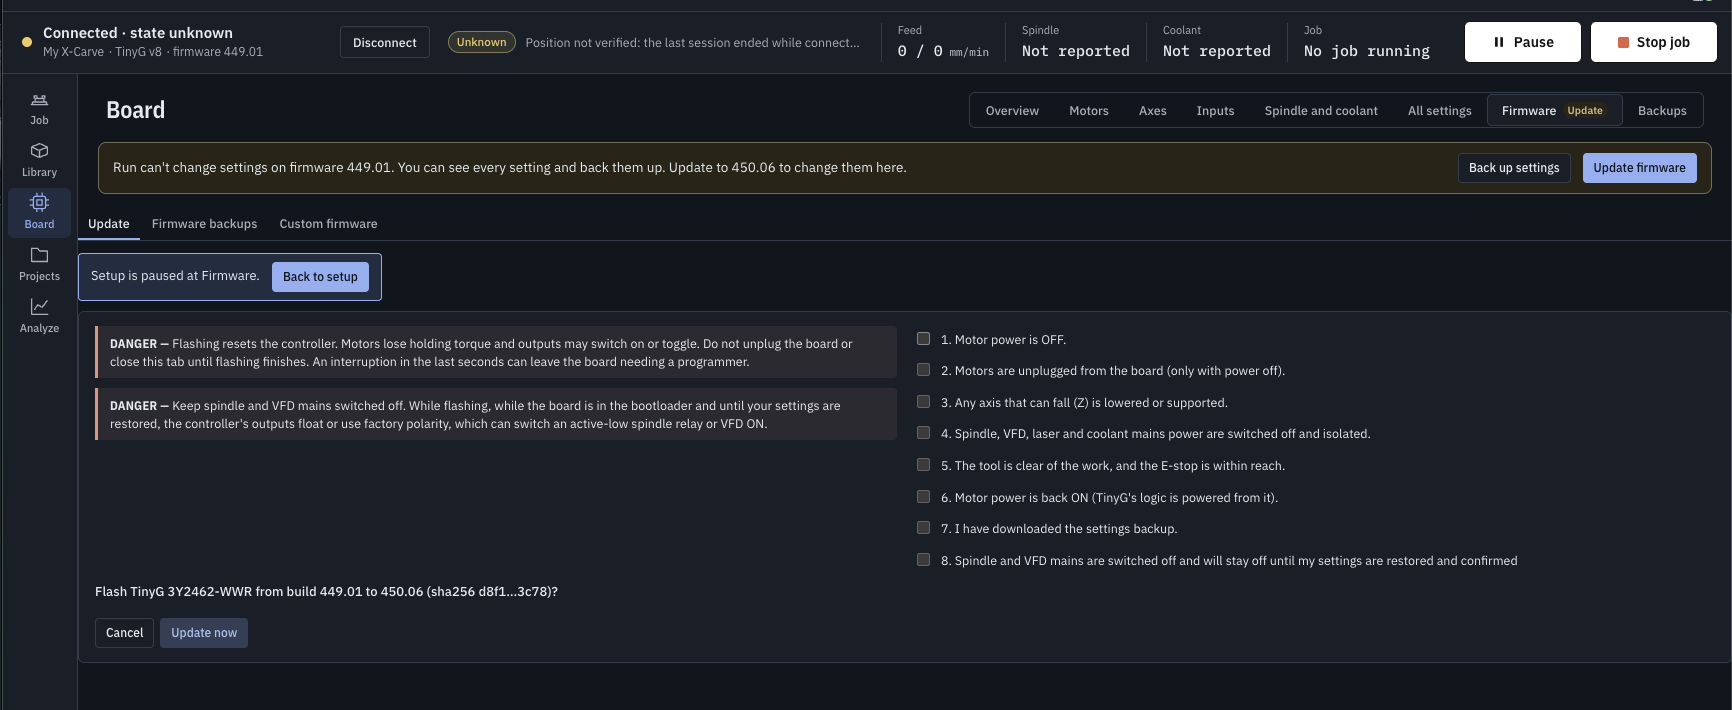 Connected · state unknown
My X-Carve · TinyG v8 · firmware 449.01
Disconnect
Unknown
Position not verified: the last session ended while connect...
Feed
0 / 0 mm/min
Spindle
Not reported
Coolant
Not reported
Job
No job running
Pause
Stop job
Job
Library
Board
Projects
Analyze
Board
Overview
Motors
Axes
Inputs
Spindle and coolant
All settings
Firmware Update
Backups
Run can't change settings on firmware 449.01. You can see every setting and back them up. Update to 450.06 to change them here.
Back up settings
Update firmware
Update
Firmware backups
Custom firmware
Setup is paused at Firmware.
Back to setup
DANGER — Flashing resets the controller. Motors lose holding torque and outputs may switch on or toggle. Do not unplug the board or
close this tab until flashing finishes. An interruption in the last seconds can leave the board needing a programmer.
DANGER — Keep spindle and VFD mains switched off. While flashing, while the board is in the bootloader and until your settings are
restored, the controller's outputs float or use factory polarity, which can switch an active-low spindle relay or VFD ON.
1. Motor power is OFF.
2. Motors are unplugged from the board (only with power off).
3. Any axis that can fall (Z) is lowered or supported.
4. Spindle, VFD, laser and coolant mains power are switched off and isolated.
5. The tool is clear of the work, and the E-stop is within reach.
6. Motor power is back ON (TinyG's logic is powered from it).
7. I have downloaded the settings backup.
8. Spindle and VFD mains are switched off and will stay off until my settings are restored and confirmed
Flash TinyG 3Y2462-WWR from build 449.01 to 450.06 (sha256 d8f1...3c78)?
Cancel
Update now